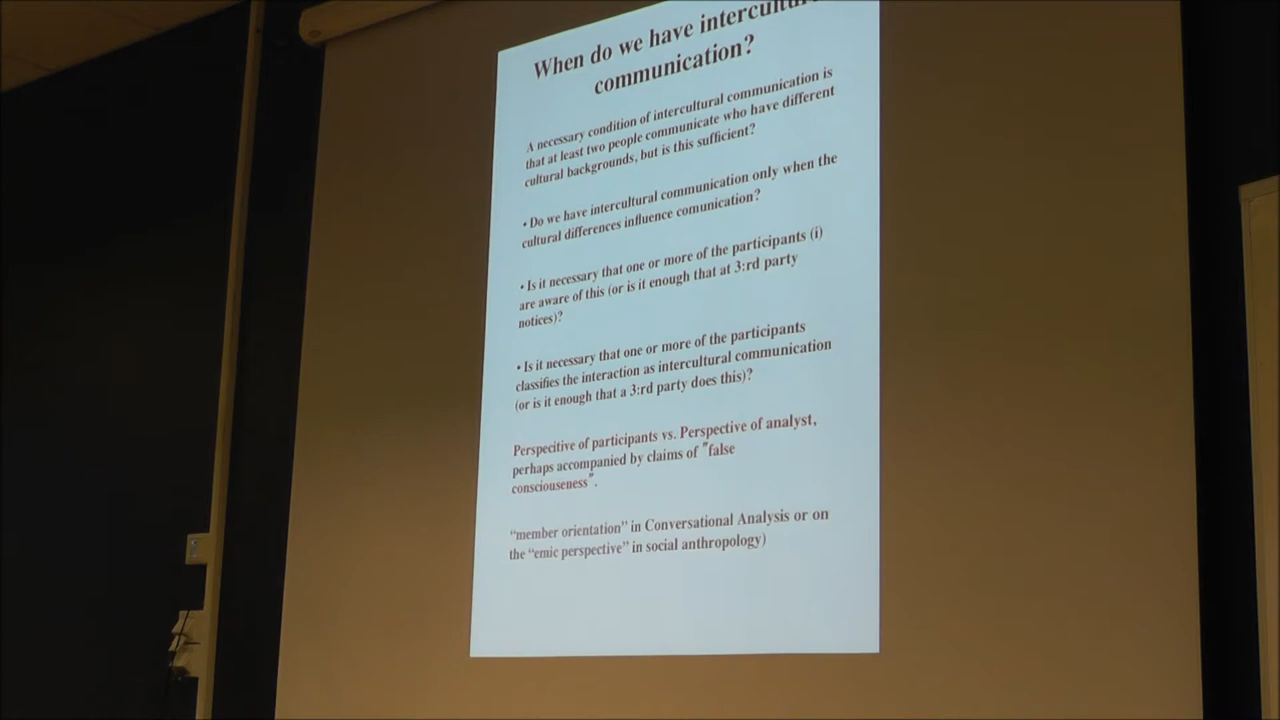 When do we have intercultur
communication?
A necessary condition of intercultural communication is
that at least two people communicate who have different
cultural backgrounds, but is this sufficient?
• Do we have intercultural communication only when the
cultural differences influence comunication?
• Is it necessary that one or more of the participants (i)
are aware of this (or is it enough that at 3:rd party
notices)?
• Is it necessary that one or more of the participants
classifies the interaction as intercultural communication
(or is it enough that a 3:rd party does this)?
Perspecitive of participants vs. Perspective of analyst,
perhaps accompanied by claims of "false
consciouseness".
“member orientation” in Conversational Analysis or on
the “emic perspective” in social anthropology)